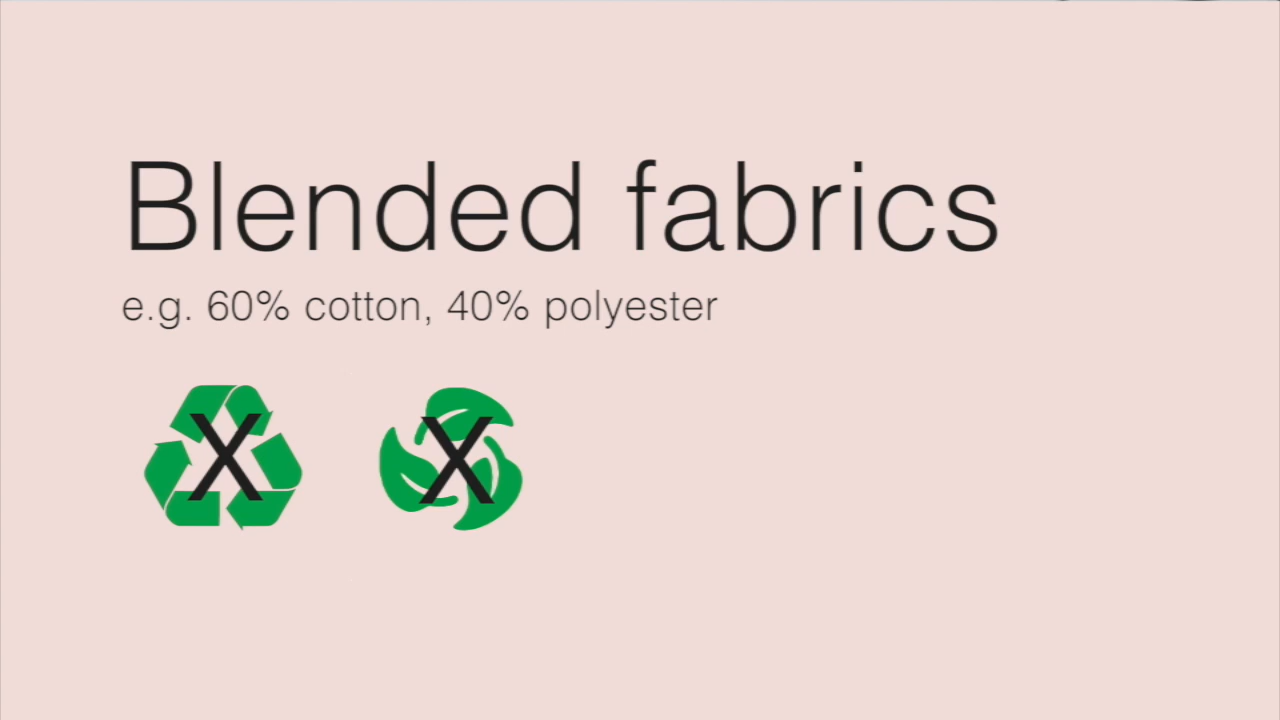 Blended fabrics
e.g. 60% cotton, 40% polyester
X X